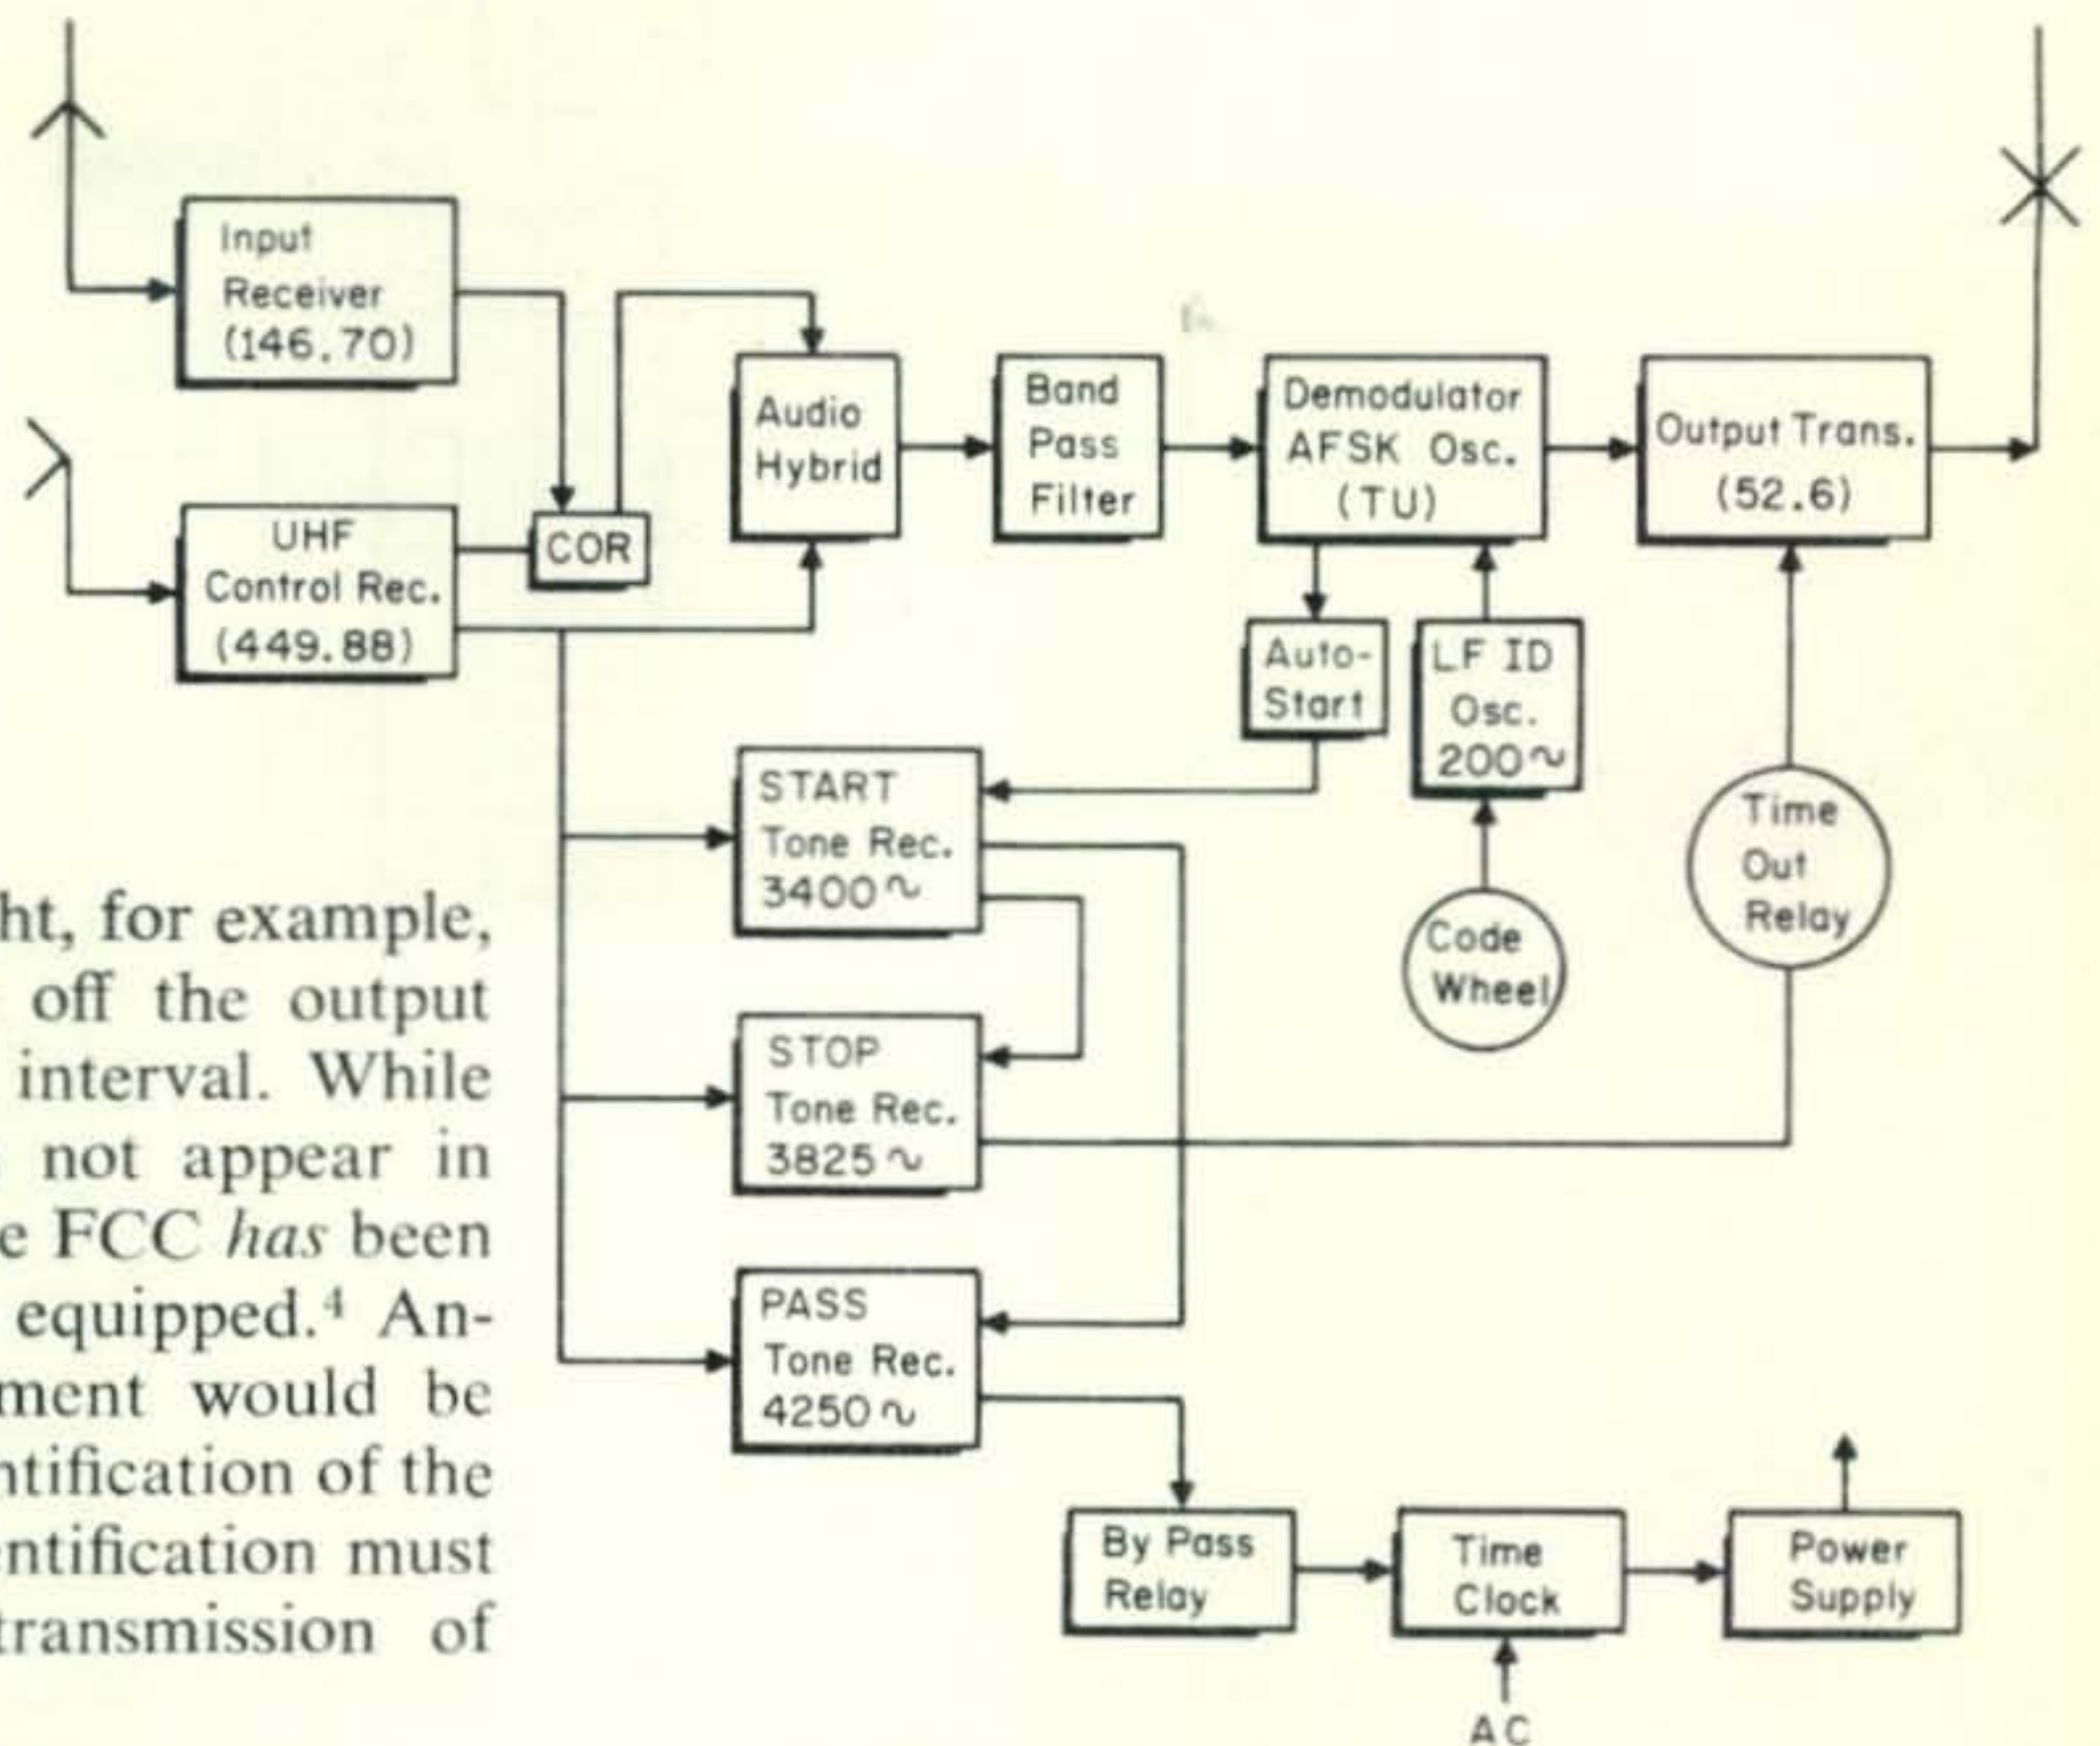 Input
Receiver
(146.70)
UHF
Control Rec.
(449.88)
COR
Audio
Hybrid
Band
Pass
Filter
Demodulator
AFSK Osc.
(TU)
Output Trans.
(52.6)
Auto-
Start
LF ID
Osc.
200~
Code
Wheel
Time
Out
Relay
START
Tone Rec.
3400~
STOP
Tone Rec.
3825~
PASS
Tone Rec.
4250~
By Pass
Relay
Time
Clock
Power
Supply
AC
ht, for example,
off the output
interval. While
not appear in
e FCC has been
equipped.⁴ An-
ment would be
ntification of the
entification must
transmission of